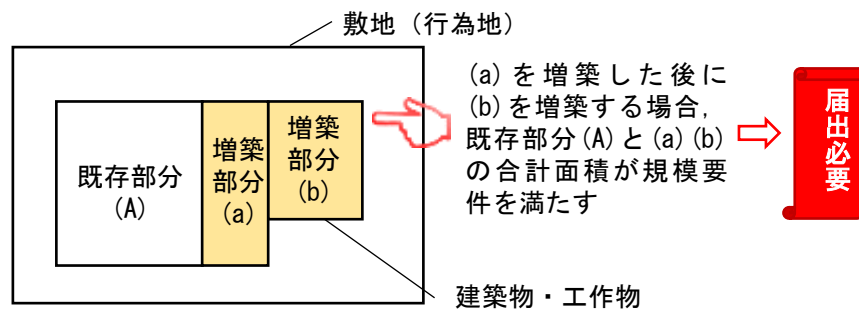 敷地（行為地）
既存部分
(A)
増築
部分
(a)
増築
部分
(b)
(a)を増築した後に
(b)を増築する場合，
既存部分(A)と(a)(b)
の合計面積が規模要
件を満たす
届出必要
建築物・工作物